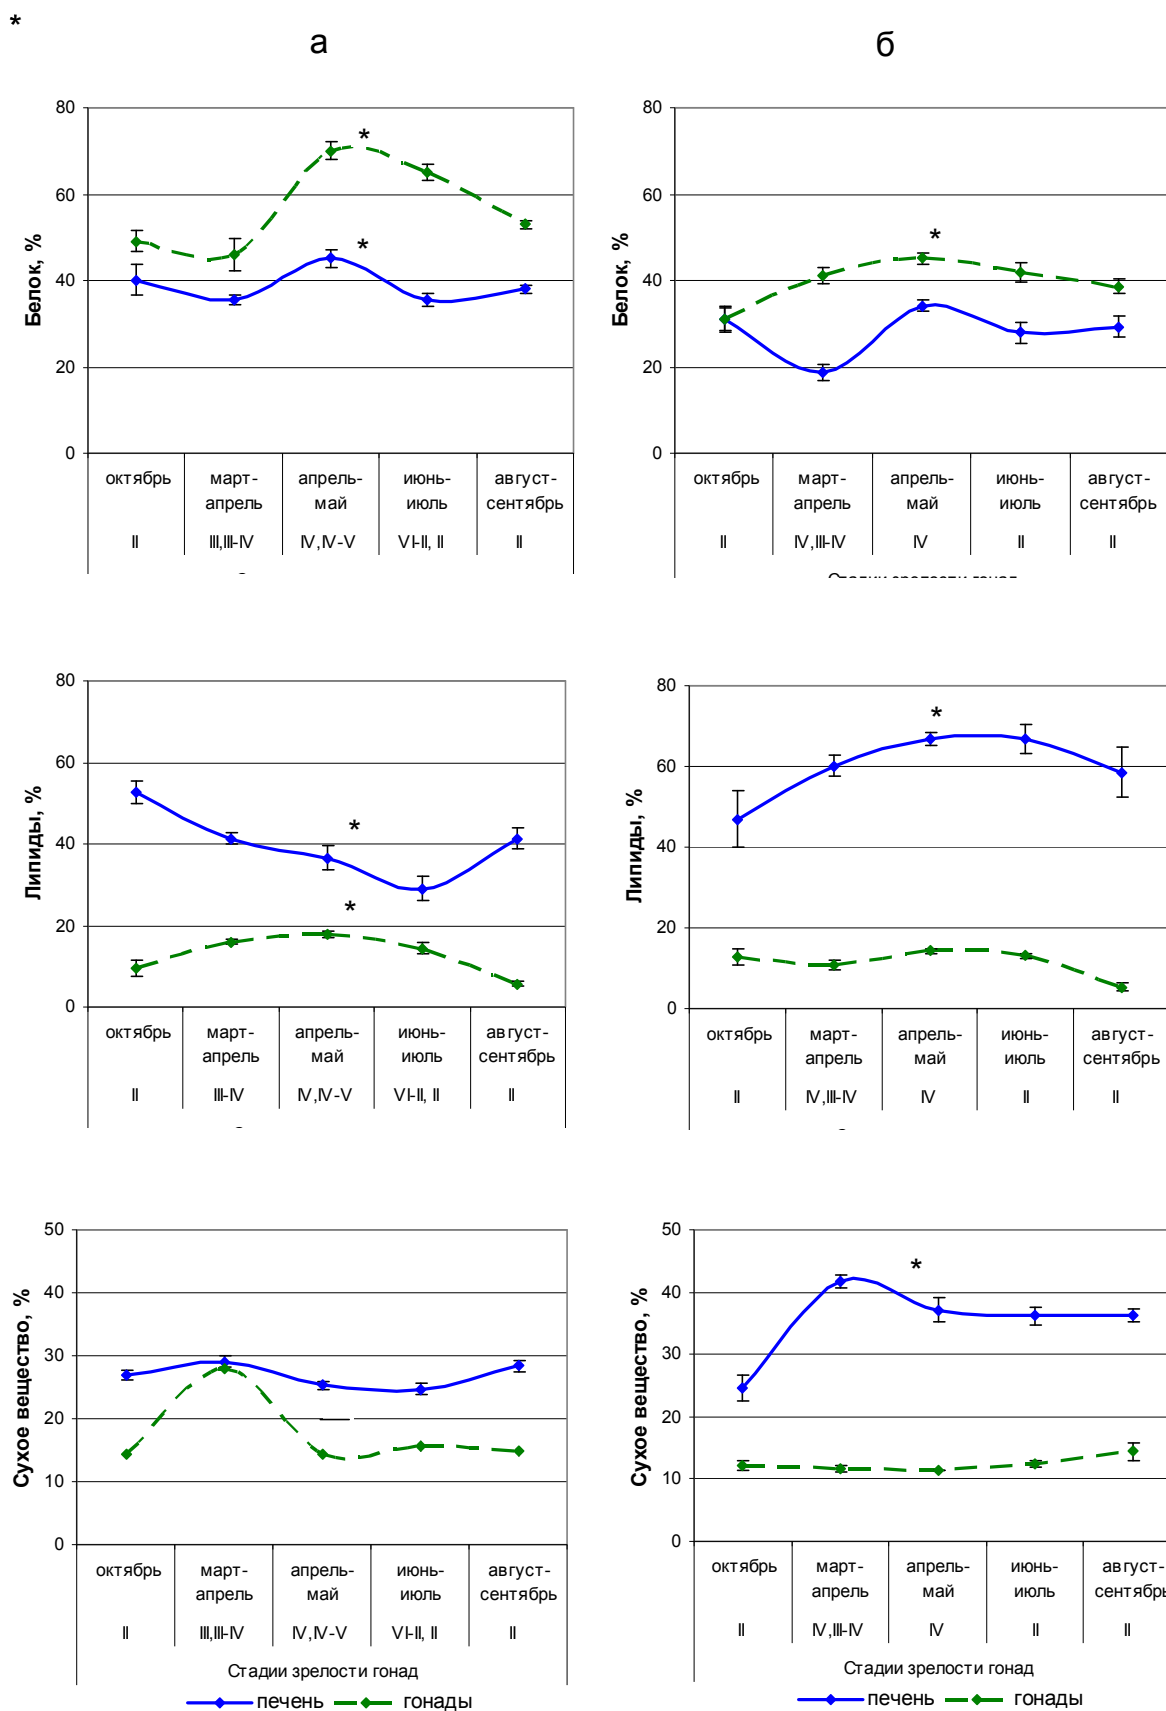 *
а б
80
60
40
20
0
Белок, %
*
*
октябрь март-апрель апрель-май июнь-июль август-сентябрь
II III,III-IV IV,IV-V VI-II, II II
80
60
40
20
0
Белок, %
*
октябрь март-апрель апрель-май июнь-июль август-сентябрь
II IV,III-IV IV II II
Стадии зрелости гонад
80
60
40
20
0
Липиды, %
*
*
октябрь март-апрель апрель-май июнь-июль август-сентябрь
II III-IV IV,IV-V VI-II, II II
80
60
40
20
0
Липиды, %
*
октябрь март-апрель апрель-май июнь-июль август-сентябрь
II IV,III-IV IV II II
50
40
30
20
10
0
Сухое вещество, %
октябрь март-апрель апрель-май июнь-июль август-сентябрь
II III,III-IV IV,IV-V VI-II, II II
Стадии зрелости гонад
печень гонады
50
40
30
20
10
0
Сухое вещество, %
*
октябрь март-апрель апрель-май июнь-июль август-сентябрь
II IV,III-IV IV II II
Стадии зрелости гонад
печень гонады